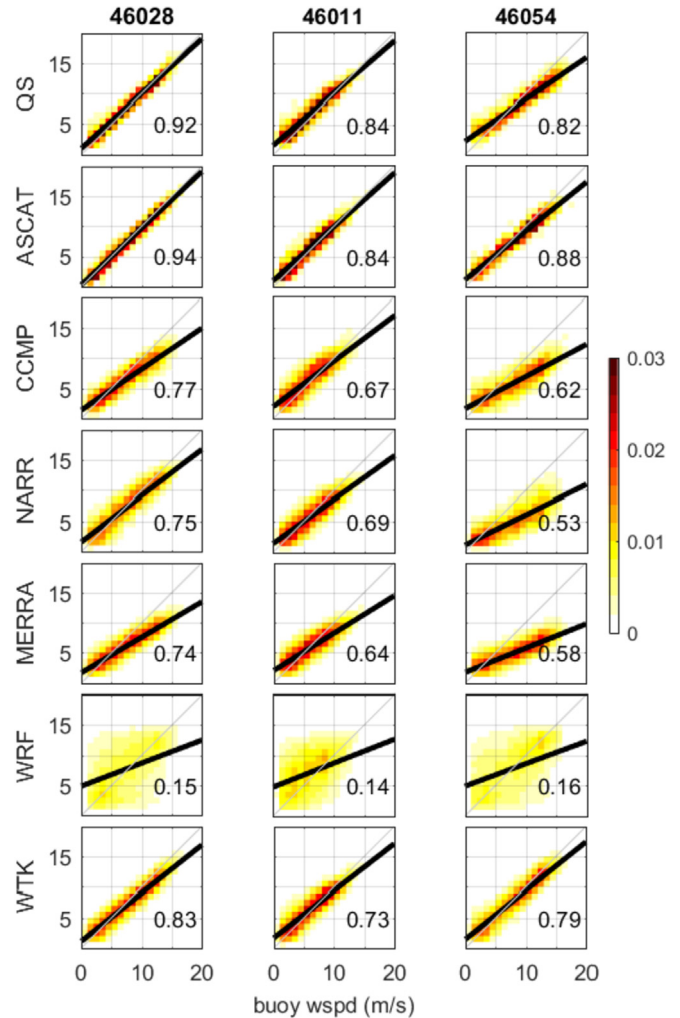 46028 46011 46054
QS 15 5 0.92 0.84 0.82
ASCAT 15 5 0.94 0.84 0.88
CCMP 15 5 0.77 0.67 0.62
NARR 15 5 0.75 0.69 0.53
MERRA 15 5 0.74 0.64 0.58
WRF 15 5 0.15 0.14 0.16
WTK 15 5 0.83 0.73 0.79
0 10 20 0 10 20 0 10 20
buoy wspd (m/s)
0.03
0.02
0.01
0